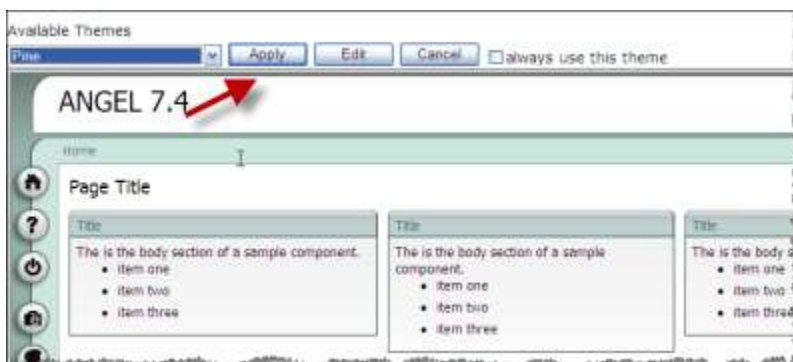 Available Themes
Pine Apply Edit Cancel always use this theme
ANGEL 7.4
Home
Page Title
Title
The is the body section of a sample component.
item one
item two
item three
Title
The is the body section of a sample
component.
item one
item two
item three
Title
The is the body s
item one
item two
item three